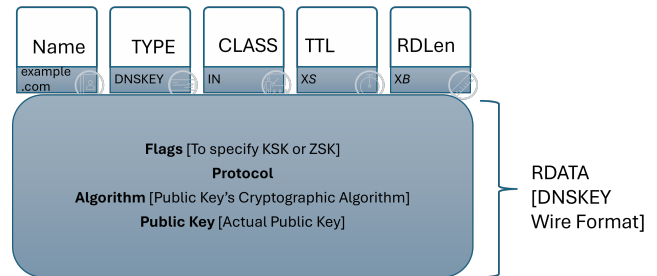 Name TYPE CLASS TTL RDLen
example
.com DNSKEY IN XS XB
Flags [To specify KSK or ZSK]
Protocol
Algorithm [Public Key's Cryptographic Algorithm]
Public Key [Actual Public Key]
RDATA
[DNSKEY
Wire Format]